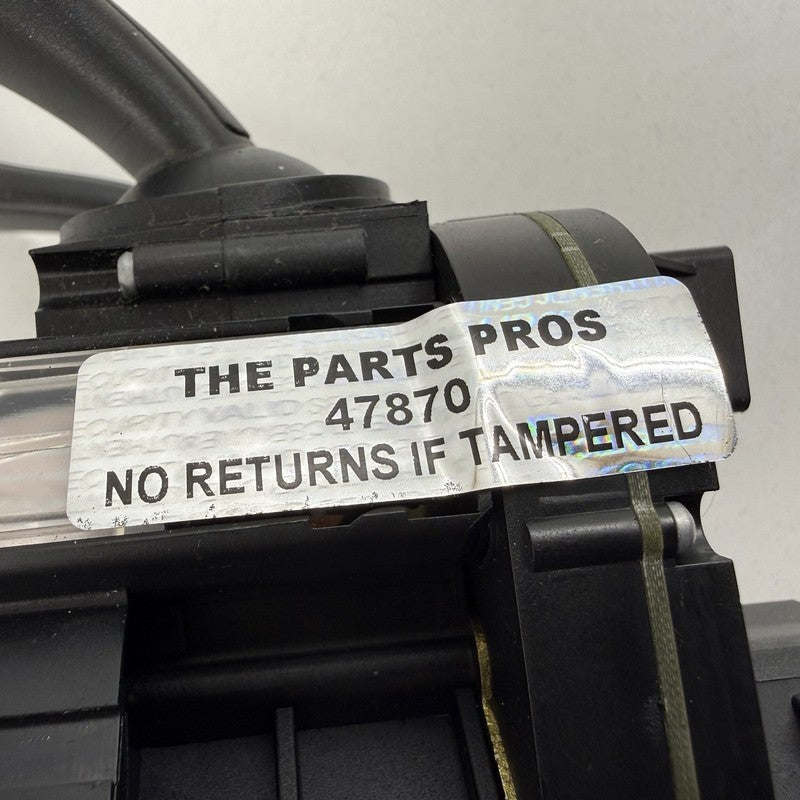 THE PARTS PROS
47870
NO RETURNS IF TAMPERED